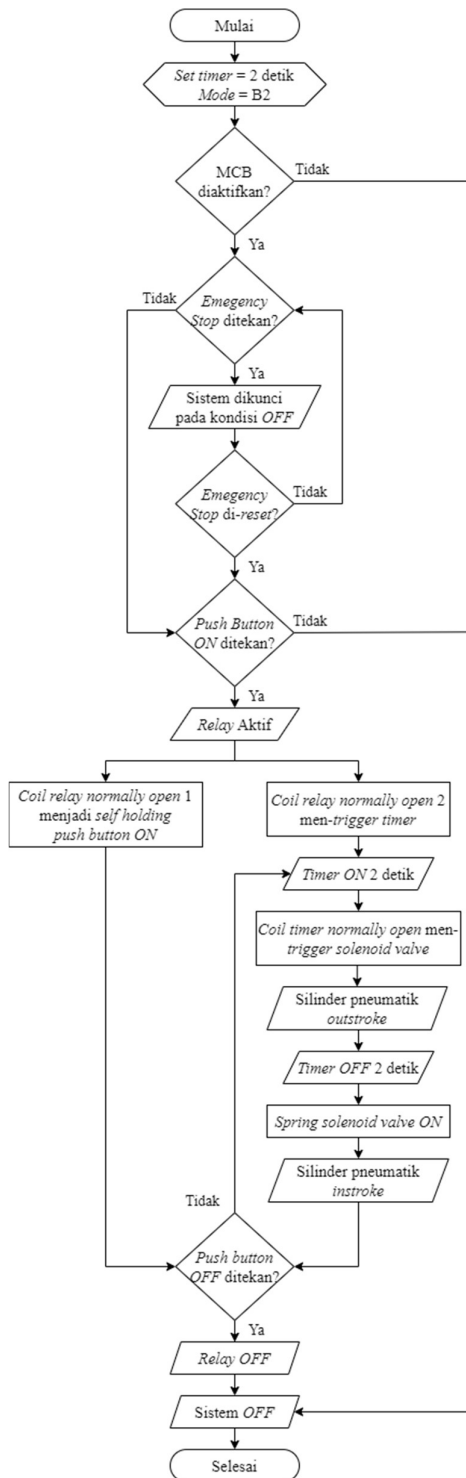 Mulai
Set timer = 2 detik
Mode = B2
MCB
diaktifkan?
Tidak
Ya
Tidak
Emegency
Stop ditekan?
Ya
Sistem dikunci
pada kondisi OFF
Emegency
Stop di-reset?
Tidak
Ya
Push Button
ON ditekan?
Tidak
Ya
Relay Aktif
Coil relay normally open 1
menjadi self holding
push button ON
Coil relay normally open 2
men-trigger timer
Timer ON 2 detik
Coil timer normally open men-
trigger solenoid valve
Silinder pneumatik
outstroke
Timer OFF 2 detik
Spring solenoid valve ON
Silinder pneumatik
instroke
Tidak
Push button
OFF ditekan?
Ya
Relay OFF
Sistem OFF
Selesai